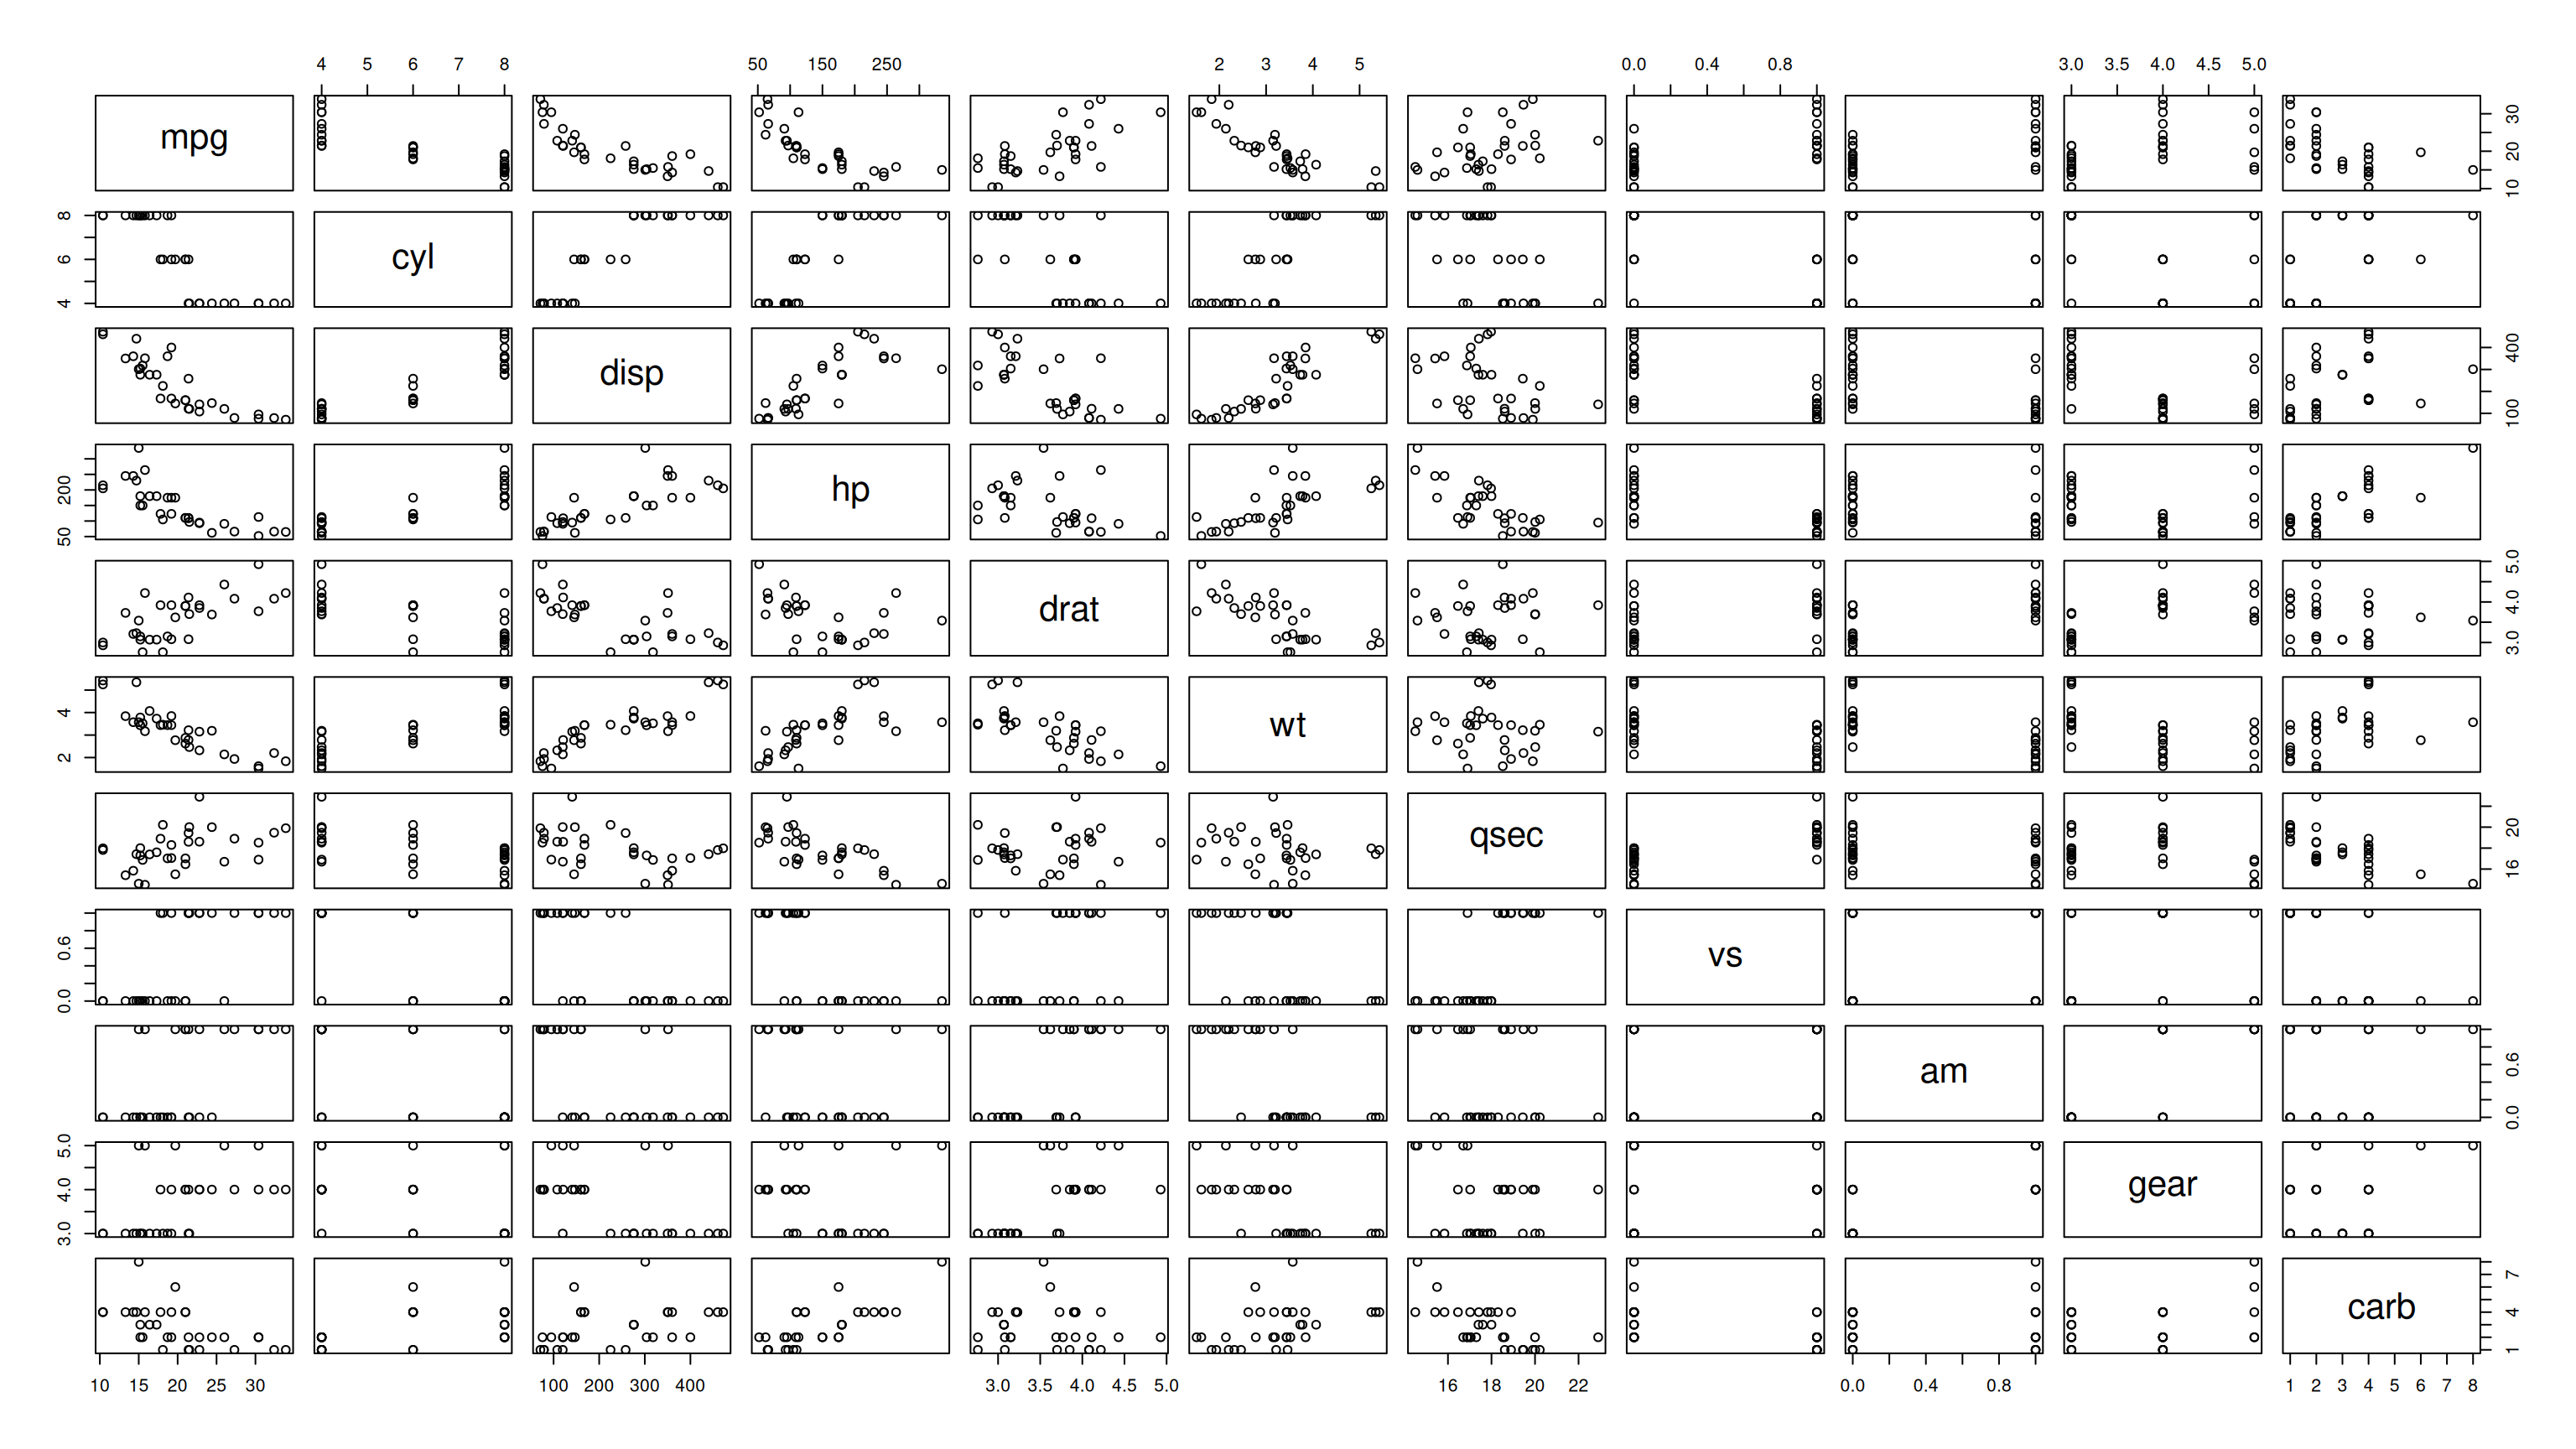 4 5 6 7 8 50 150 250 2 3 4 5 0.0 0.4 0.8 3.0 3.5 4.0 4.5 5.0
mpg 10 20 30
4 6 8 cyl
disp 100 400
50 200 hp
drat 3.0 4.0 5.0
2 4 wt
qsec 16 20
0.0 0.6 vs
am 0.0 0.6
3.0 4.0 5.0 gear
carb 1 4 7
10 15 20 25 30 100 200 300 400 3.0 3.5 4.0 4.5 5.0 16 18 20 22 0.0 0.4 0.8 1 2 3 4 5 6 7 8